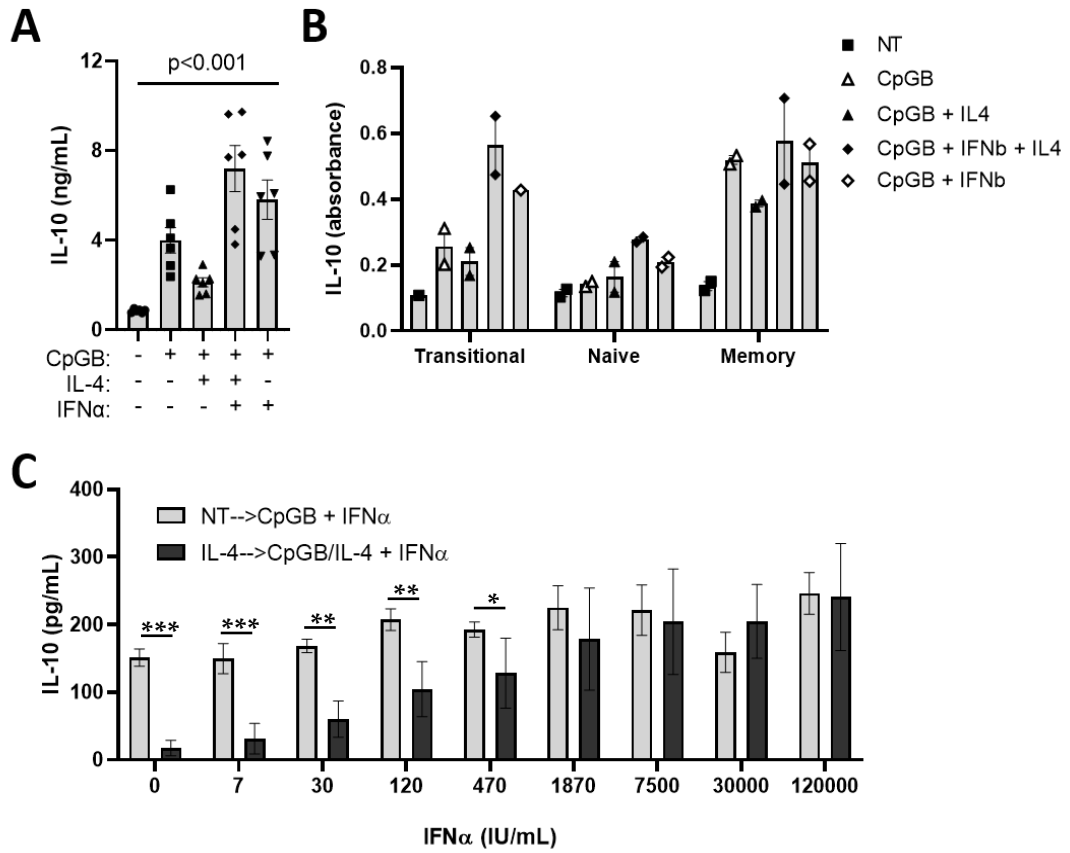 A
p<0.001
12
8
4
0
IL-10 (ng/mL)
CpGB: - + + + +
IL-4: - - + + -
IFNα: - - - + +
B
NT
CpGB
CpGB + IL4
CpGB + IFNb + IL4
CpGB + IFNb
0.8
0.6
0.4
0.2
0.0
IL-10 (absorbance)
Transitional Naive Memory
C
NT-->CpGB + IFNα
IL-4-->CpGB/IL-4 + IFNα
400
300
200
100
0
IL-10 (pg/mL)
*** *** ** ** *
0 7 30 120 470 1870 7500 30000 120000
IFNα (IU/mL)